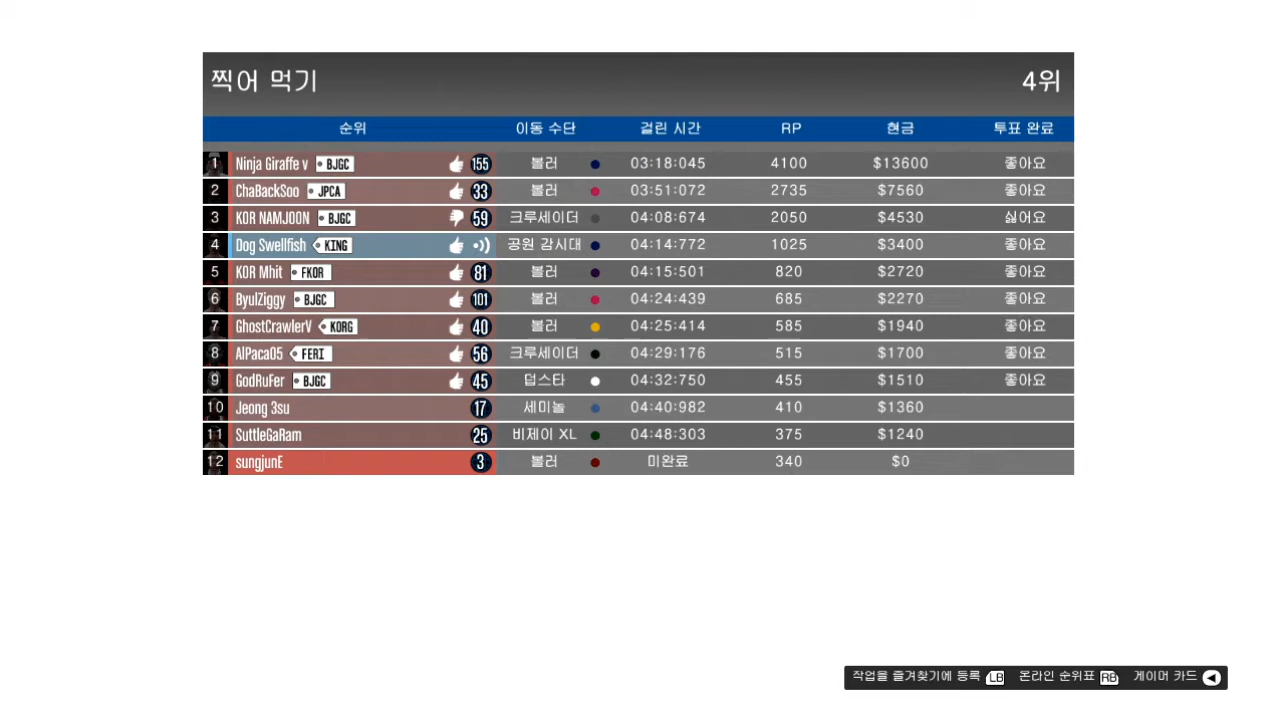 찍어 먹기 4위
순위 이동 수단 걸린 시간 RP 현금 투표 완료
1 Ninja Giraffe v BJGC 155 볼러 03:18:045 4100 $13600 좋아요
2 ChaBackSoo JPCA 33 볼러 03:51:072 2735 $7560 좋아요
3 KOR NAMJOON BJGC 59 크루세이더 04:08:674 2050 $4530 싫어요
4 Dog Swellfish KING 공원 감시대 04:14:772 1025 $3400 좋아요
5 KOR Mhit FKOR 81 볼러 04:15:501 820 $2720 좋아요
6 ByulZiggy BJGC 101 볼러 04:24:439 685 $2270 좋아요
7 GhostCrawlerV KORG 40 볼러 04:25:414 585 $1940 좋아요
8 AlPaca05 FERI 56 크루세이더 04:29:176 515 $1700 좋아요
9 GodRuFer BJGC 45 덥스타 04:32:750 455 $1510 좋아요
10 Jeong 3su 17 세미놀 04:40:982 410 $1360
11 SuttleGaRam 25 비제이 XL 04:48:303 375 $1240
12 sungjunE 3 볼러 미완료 340 $0
작업을 즐겨찾기에 등록 LB 온라인 순위표 RB 게이머 카드